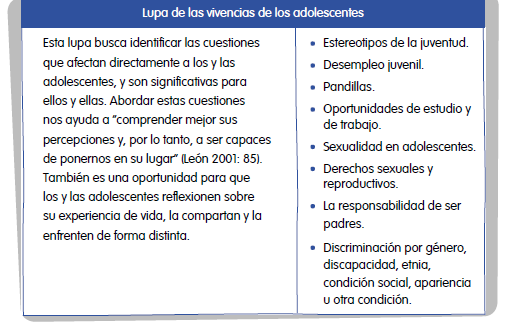 Lupa de las vivencias de los adolescentes
Esta lupa busca identificar las cuestiones
que afectan directamente a los y las
adolescentes, y son significativas para
ellos y ellas. Abordar estas cuestiones
nos ayuda a “comprender mejor sus
percepciones y, por lo tanto, a ser capaces
de ponernos en su lugar” (León 2001: 85).
También es una oportunidad para que
los y las adolescentes reflexionen sobre
su experiencia de vida, la compartan y la
enfrenten de forma distinta.
• Estereotipos de la juventud.
• Desempleo juvenil.
• Pandillas.
• Oportunidades de estudio y
de trabajo.
• Sexualidad en adolescentes.
• Derechos sexuales y
reproductivos.
• La responsabilidad de ser
padres.
• Discriminación por género,
discapacidad, etnia,
condición social, apariencia
u otra condición.